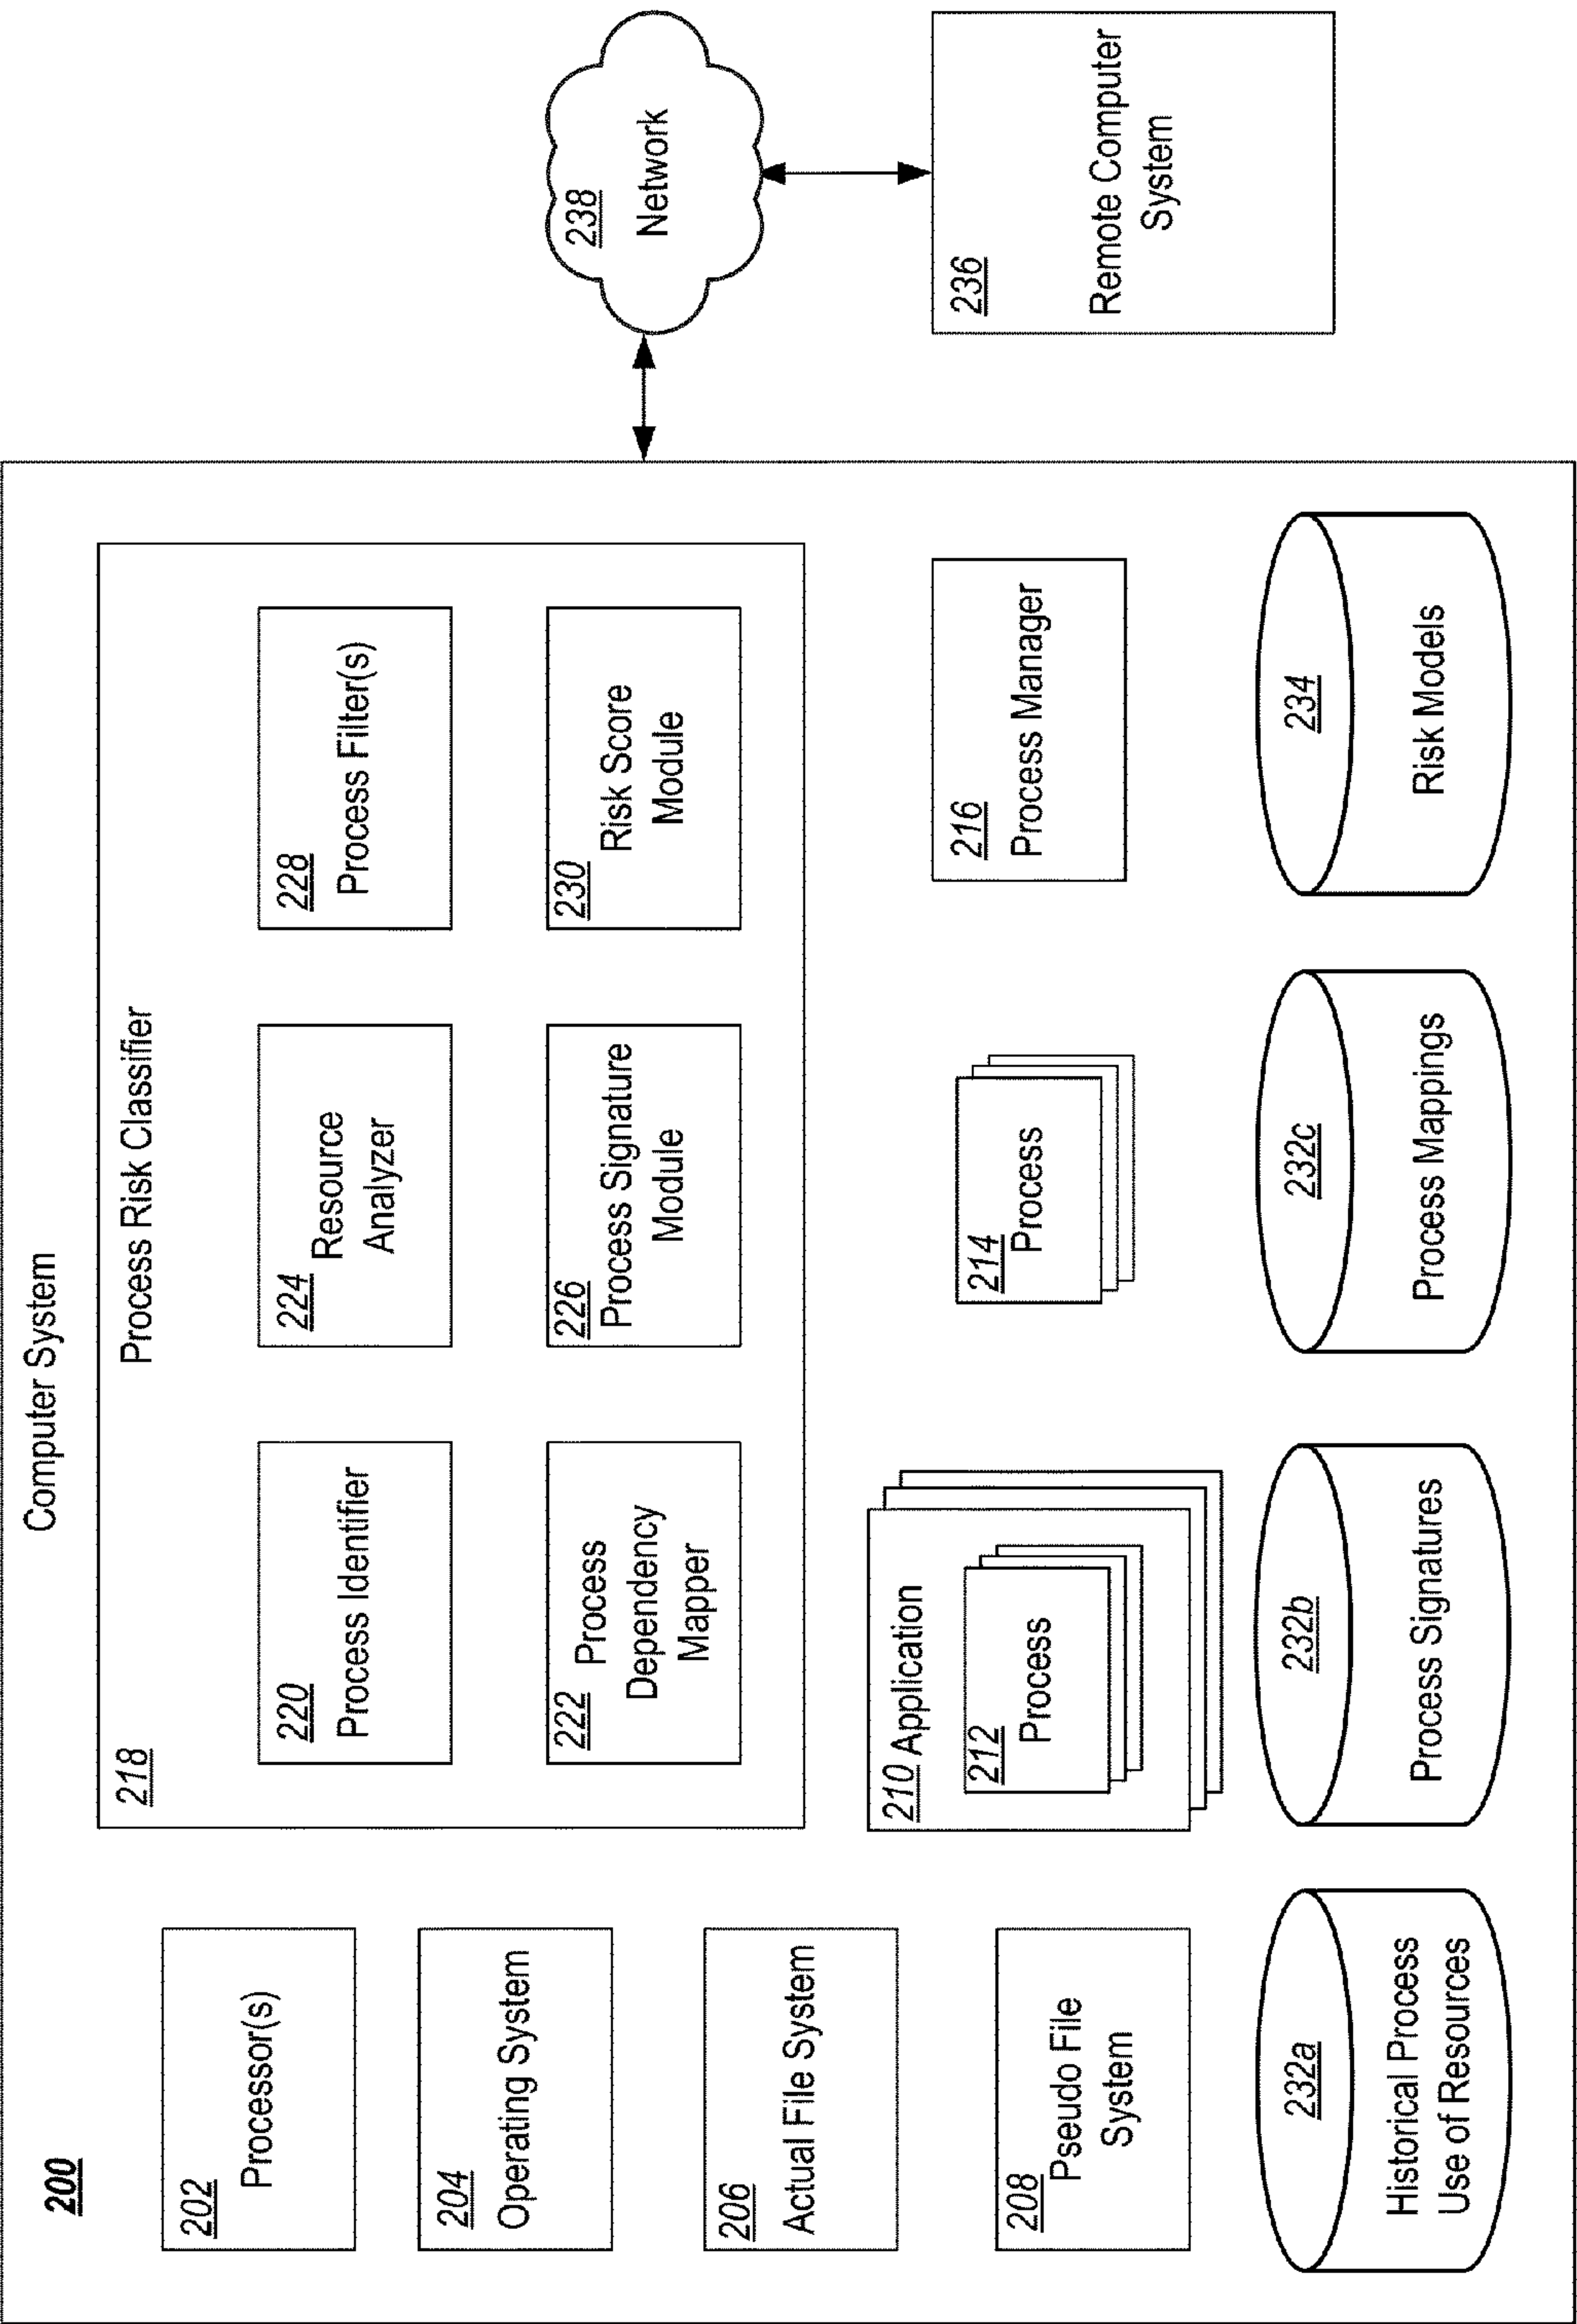 200
Computer System
202
Processor(s)
204
Operating System
206
Actual File System
208
Pseudo File
System
218
Process Risk Classifier
220
Process Identifier
224
Resource
Analyzer
228
Process Filter(s)
222 Process
Dependency
Mapper
226
Process Signature
Module
230
Risk Score
Module
210 Application
212
Process
214
Process
216
Process Manager
232a
Historical Process
Use of Resources
232b
Process Signatures
232c
Process Mappings
234
Risk Models
238
Network
236
Remote Computer
System